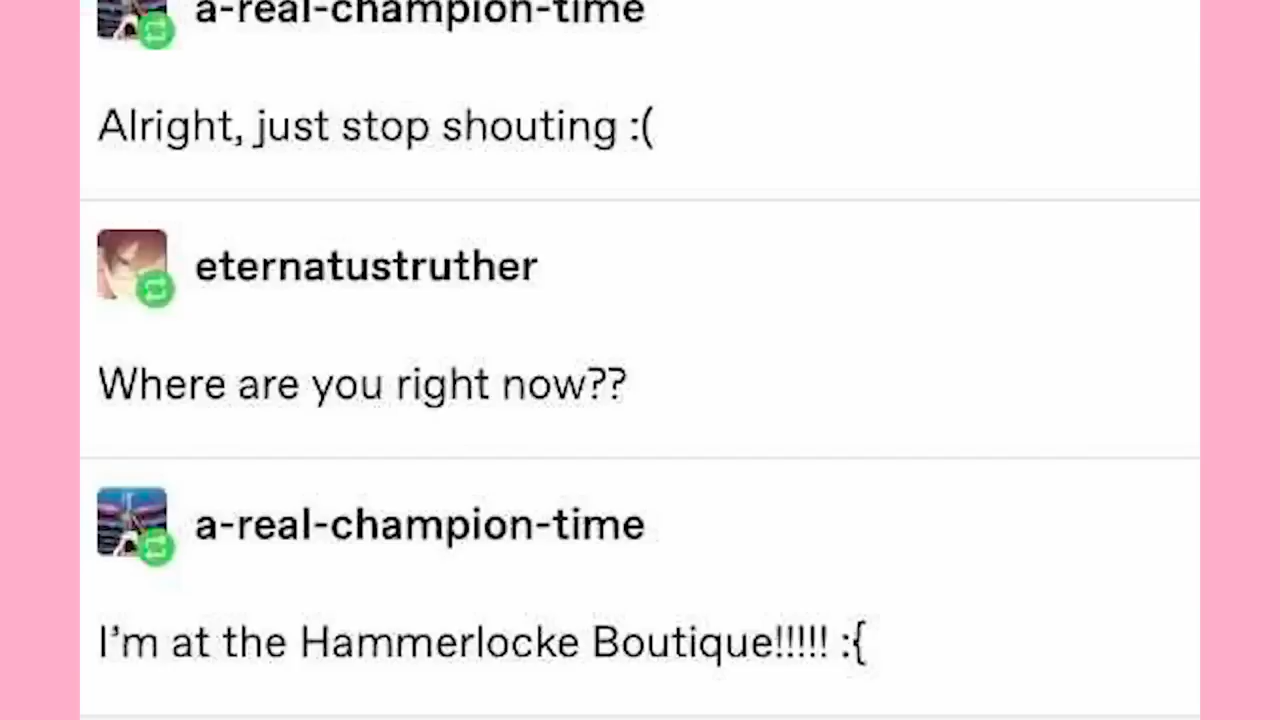 a-real-champion-time
Alright, just stop shouting :(
eternatustruther
Where are you right now??
a-real-champion-time
I’m at the Hammerlocke Boutique!!!!! :{